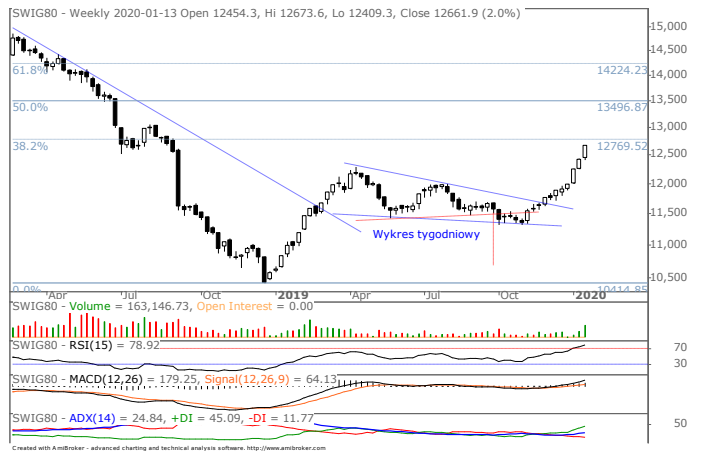 SWIG80 - Weekly 2020-01-13 Open 12454.3, Hi 12673.6, Lo 12409.3, Close 12661.9 (2.0%)
15,000
14,500
61.8% 14224.23
14,000
50.0% 13496.87
13,500
13,000
38.2% 12769.52
12,500
12,000
11,500
Wykres tygodniowy
11,000
10,500
0.0% 10414.85
Apr Jul Oct 2019 Apr Jul Oct 2020
SWIG80 - Volume = 163,146.73, Open Interest = 0.00
SWIG80 - RSI(15) = 78.92
70
30
SWIG80 - MACD(12,26) = 179.25, Signal(12,26,9) = 64.13
SWIG80 - ADX(14) = 24.84, +DI = 45.09, -DI = 11.77
50
Created with AmiBroker - advanced charting and technical analysis software. http://www.amibroker.com